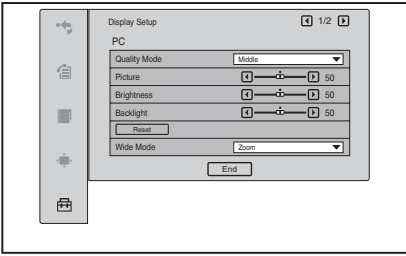 Display Setup 1/2
PC
Quality Mode Middle
Picture 50
Brightness 50
Backlight 50
Reset
Wide Mode Zoom
End